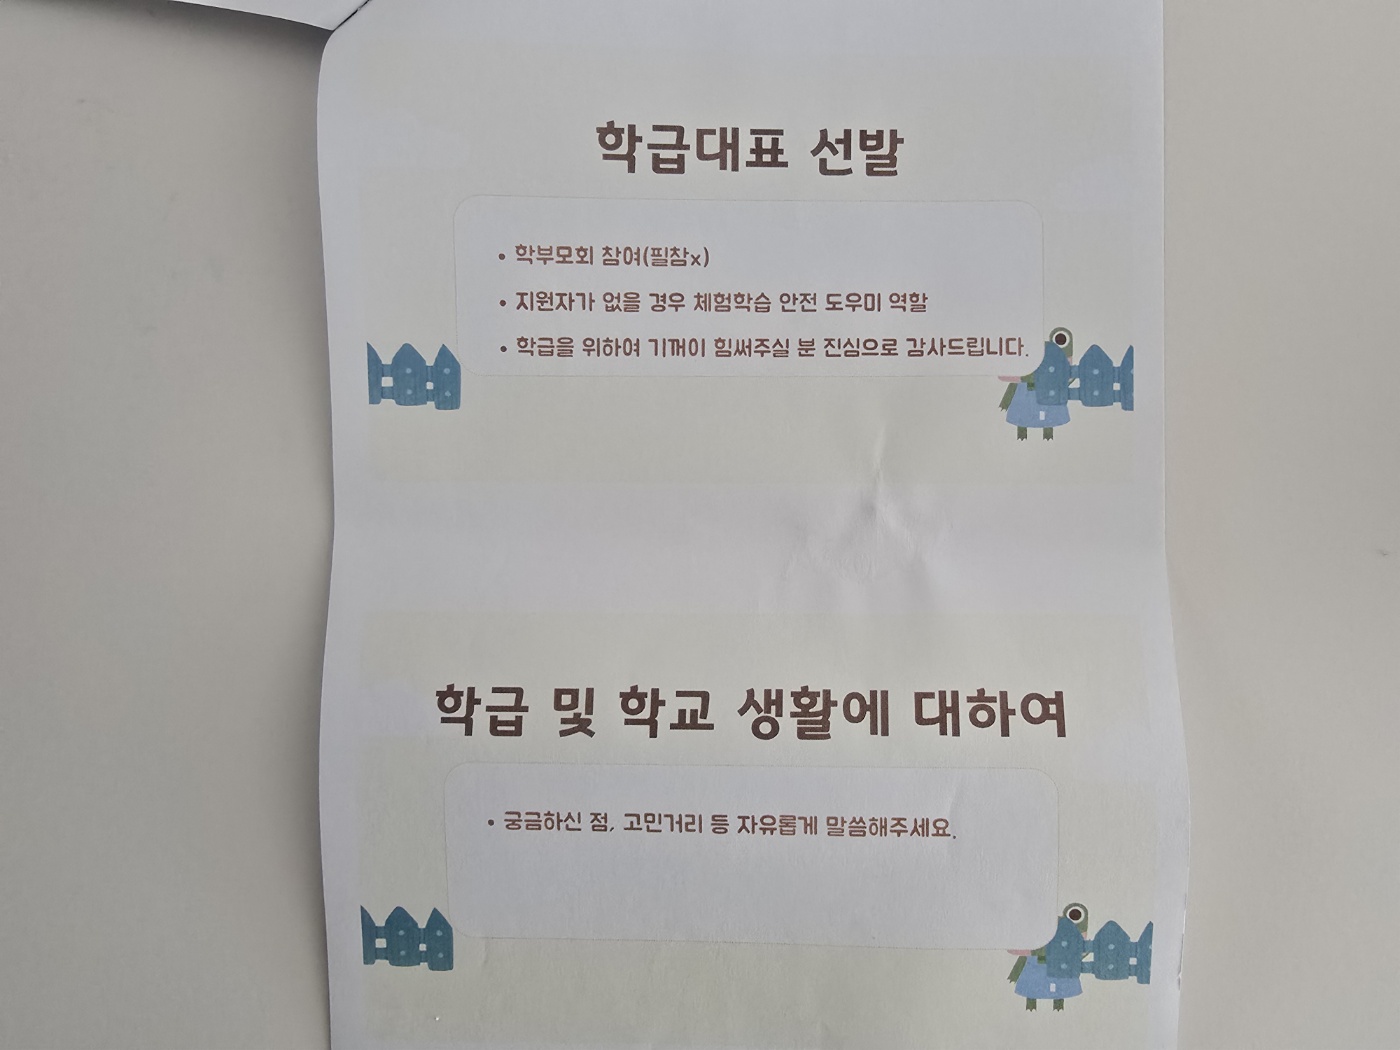 학급대표 선발
• 학부모회 참여(필참x)
• 지원자가 없을 경우 체험학습 안전 도우미 역할
• 학급을 위하여 기꺼이 힘써주실 분 진심으로 감사드립니다.
학급 및 학교 생활에 대하여
• 궁금하신 점, 고민거리 등 자유롭게 말씀해주세요.